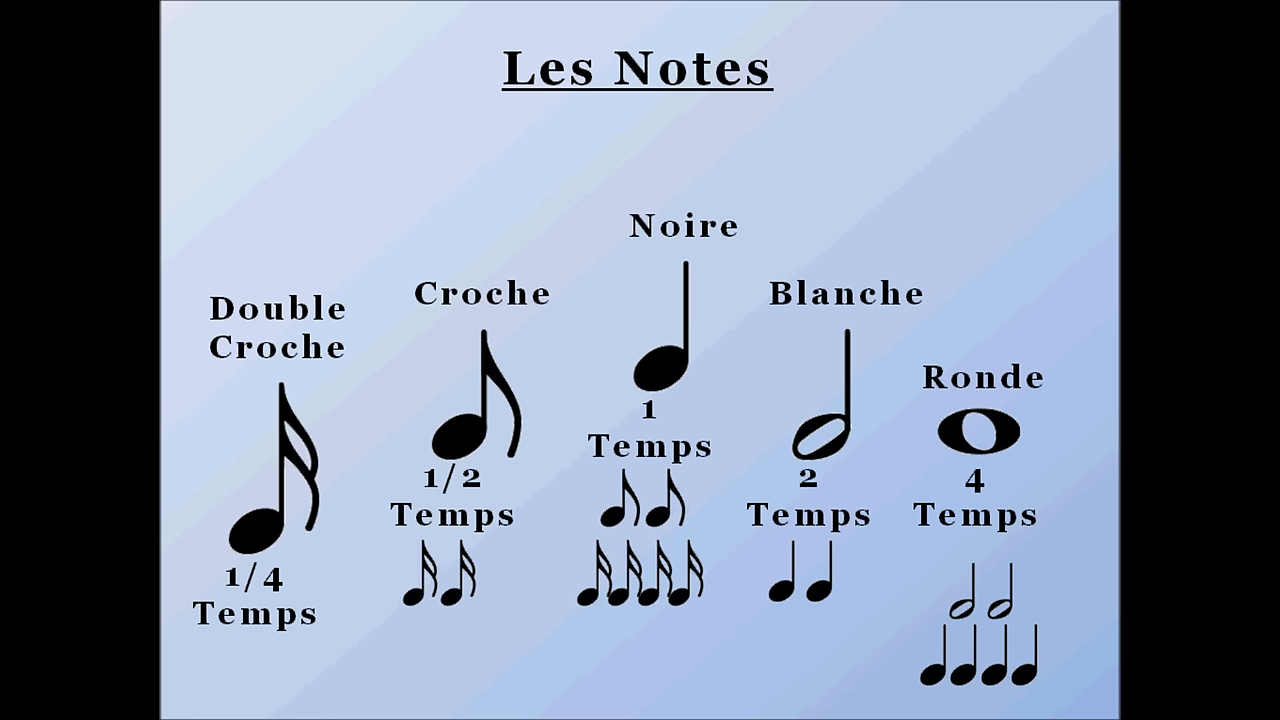 Les Notes
Double
Croche
1/4
Temps
Croche
1/2
Temps
Noire
1
Temps
Blanche
2
Temps
Ronde
4
Temps